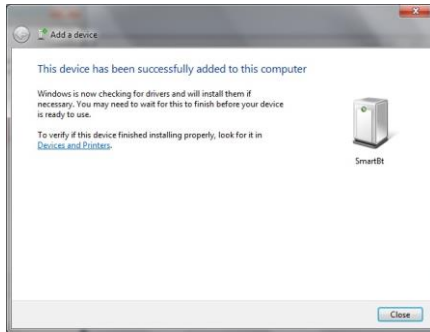 Add a device
This device has been successfully added to this computer
Windows is now checking for drivers and will install them if
necessary. You may need to wait for this to finish before your device
is ready to use.
To verify if this device finished installing properly, look for it in
Devices and Printers.
SmartBt
Close